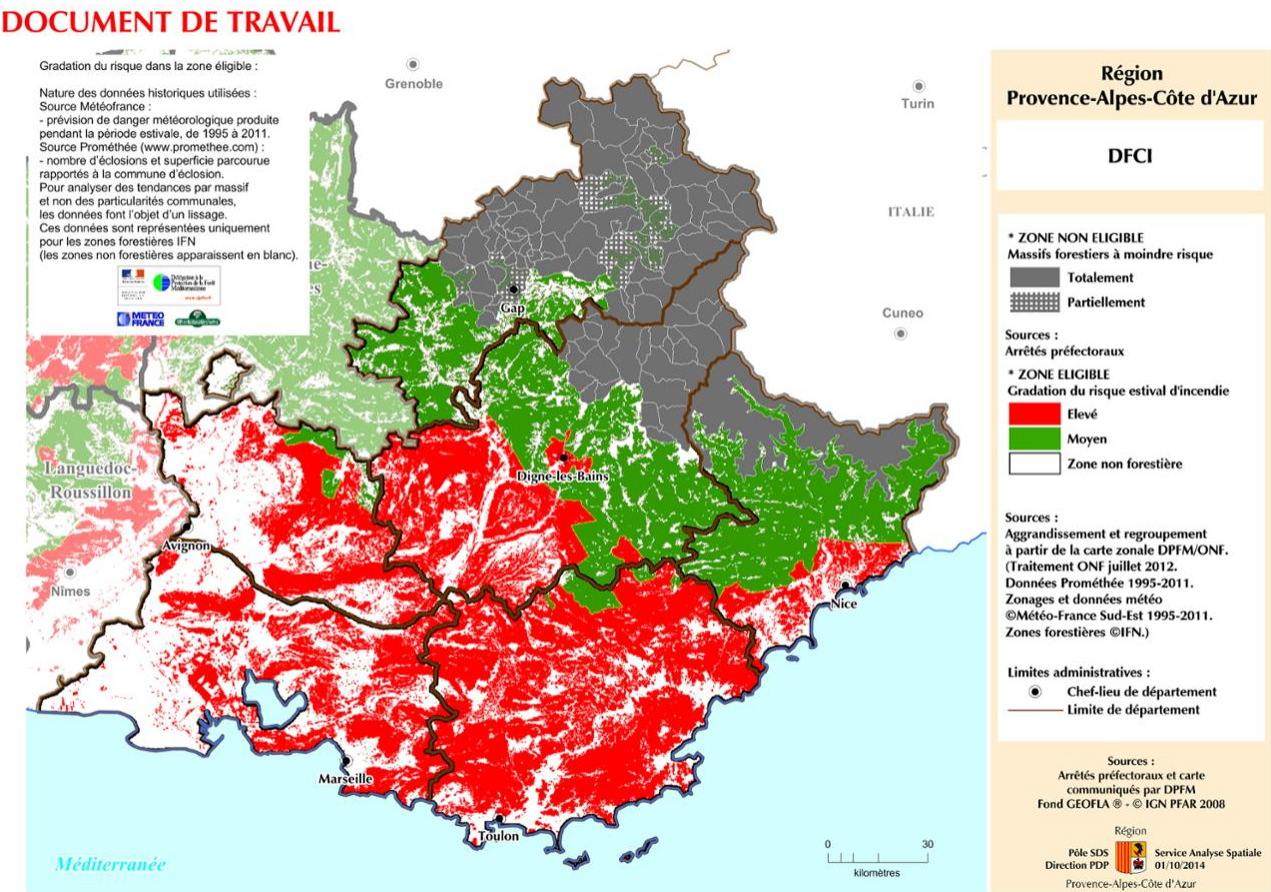 DOCUMENT DE TRAVAIL
Gradation du risque dans la zone éligible :
Nature des données historiques utilisées :
Source Météofrance :
- prévision de danger météorologique produite
pendant la période estivale, de 1995 à 2011.
Source Prométhée (www.promethee.com) :
- nombre d'éclosions et superficie parcourue
rapportés à la commune d'éclosion.
Pour analyser des tendances par massif
et non des particularités communales,
les données font l'objet d'un lissage.
Ces données sont représentées uniquement
pour les zones forestières IFN
(les zones non forestières apparaissent en blanc).
Délégation à la
Protection de la Forêt
Méditerranéenne
METEO
FRANCE
Grenoble
Turin
ITALIE
Cuneo
Gap
Digne-les-Bains
Languedoc-
Roussillon
Avignon
Nîmes
Nice
Marseille
Toulon
Méditerranée
0 30
kilomètres
Région
Provence-Alpes-Côte d'Azur
DFCI
* ZONE NON ELIGIBLE
Massifs forestiers à moindre risque
Totalement
Partiellement
Sources :
Arrêtés préfectoraux
* ZONE ELIGIBLE
Gradation du risque estival d'incendie
Elevé
Moyen
Zone non forestière
Sources :
Aggrandissement et regroupement
à partir de la carte zonale DPFM/ONF.
(Traitement ONF juillet 2012.
Données Prométhée 1995-2011.
Zonages et données météo
©Météo-France Sud-Est 1995-2011.
Zones forestières ©IFN.)
Limites administratives :
Chef-lieu de département
Limite de département
Sources :
Arrêtés préfectoraux et carte
communiqués par DPFM
Fond GEOFLA ® - © IGN PFAR 2008
Région
Pôle SDS Service Analyse Spatiale
Direction PDP 01/10/2014
Provence-Alpes-Côte d'Azur